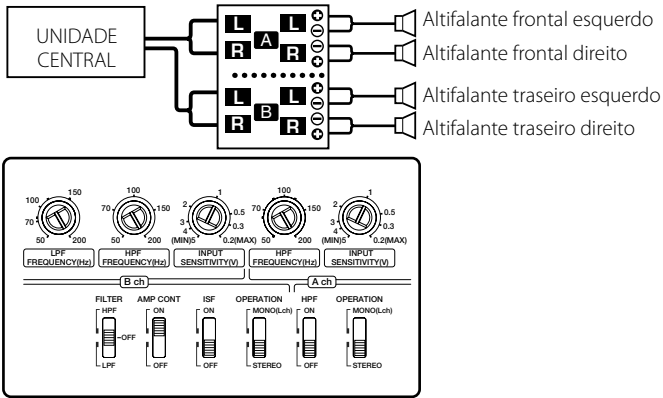 UNIDADE
CENTRAL
L L
A
R R
L L
B
R R
Altifalante frontal esquerdo
Altifalante frontal direito
Altifalante traseiro esquerdo
Altifalante traseiro direito
50 70 100 150 200
LPF
FREQUENCY(Hz)
50 70 100 150 200
HPF
FREQUENCY(Hz)
(MIN)5 4 3 2 1 0.5 0.3 0.2(MAX)
INPUT
SENSITIVITY(V)
50 70 100 150 200
HPF
FREQUENCY(Hz)
(MIN)5 4 3 2 1 0.5 0.3 0.2(MAX)
INPUT
SENSITIVITY(V)
B ch
A ch
FILTER
HPF
OFF
LPF
AMP CONT
ON
OFF
ISF
ON
OFF
OPERATION
MONO(Lch)
STEREO
HPF
ON
OFF
OPERATION
MONO(Lch)
STEREO